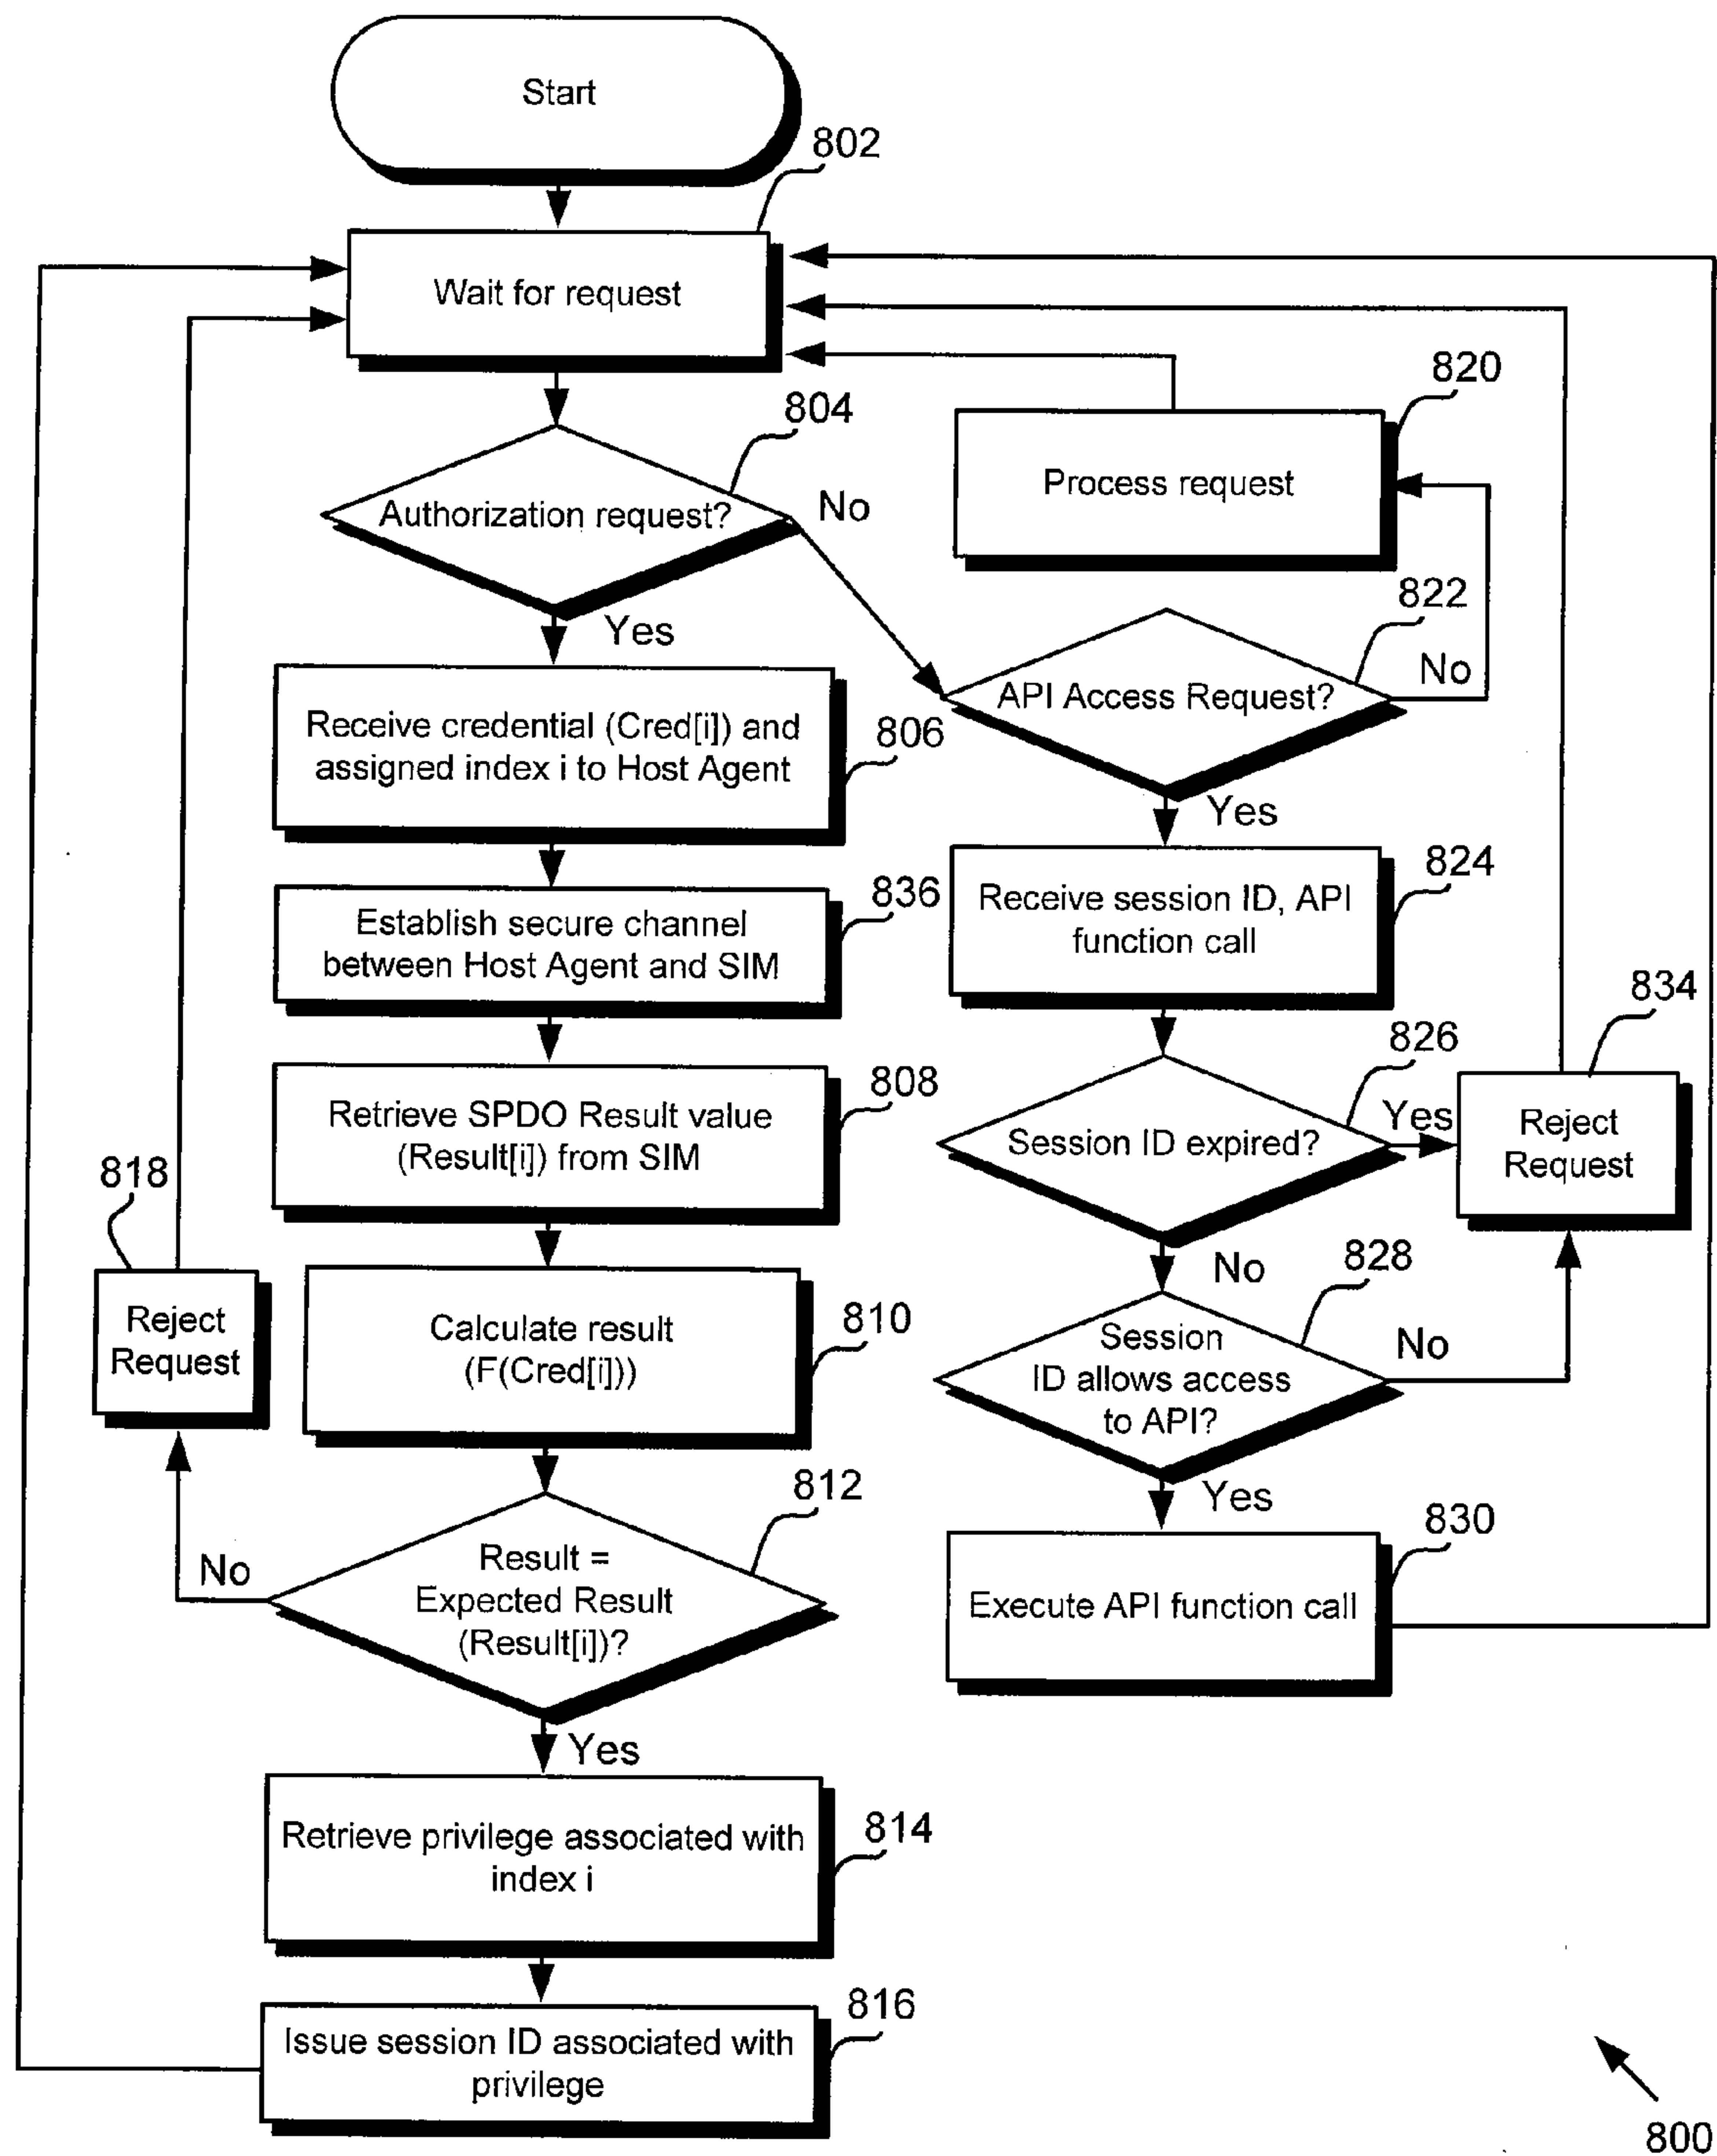 Start
802
Wait for request
804
Authorization request?
No
Yes
820
Process request
822
API Access Request?
No
Yes
Receive credential (Cred[i]) and
assigned index i to Host Agent
806
Establish secure channel
between Host Agent and SIM
836
Retrieve SPDO Result value
(Result[i]) from SIM
808
818
Reject
Request
Calculate result
(F(Cred[i]))
810
812
Result =
Expected Result
(Result[i])?
No
Yes
Retrieve privilege associated with
index i
814
Issue session ID associated with
privilege
816
Receive session ID, API
function call
824
826
Session ID expired?
Yes
No
834
Reject
Request
828
Session
ID allows access
to API?
No
Yes
Execute API function call
830
800